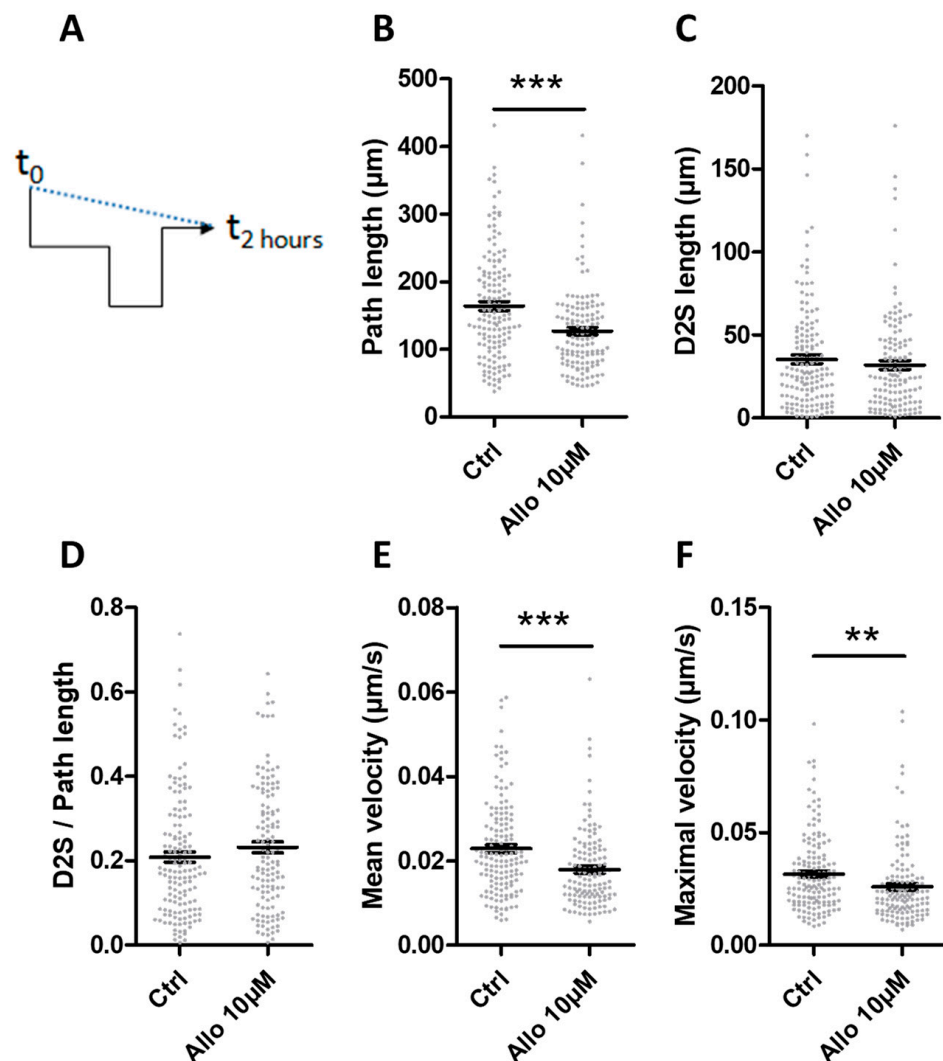 A
t0
t2 hours
B
***
Path length (µm)
500
400
300
200
100
0
Ctrl
Allo 10µM
C
D2S length (µm)
200
150
100
50
0
Ctrl
Allo 10µM
D
D2S / Path length
0.8
0.6
0.4
0.2
0.0
Ctrl
Allo 10µM
E
***
Mean velocity (µm/s)
0.08
0.06
0.04
0.02
0.00
Ctrl
Allo 10µM
F
**
Maximal velocity (µm/s)
0.15
0.10
0.05
0.00
Ctrl
Allo 10µM